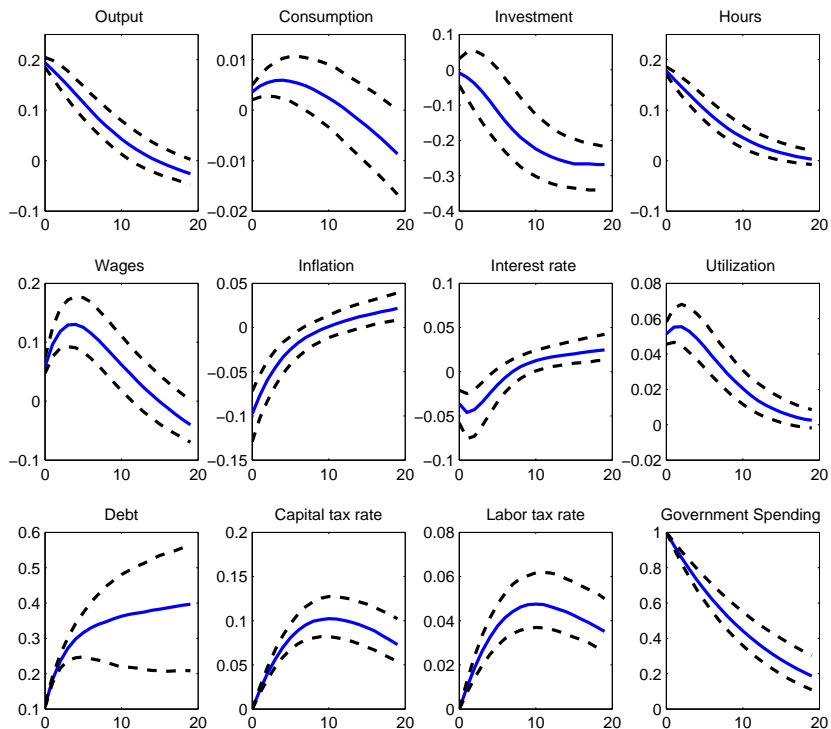 Output
Consumption
Investment
Hours
0.2
0.1
0
−0.1
0 10 20
0.01
0
−0.01
−0.02
0 10 20
0.1
0
−0.1
−0.2
−0.3
−0.4
0 10 20
0.2
0.1
0
−0.1
0 10 20
Wages
Inflation
Interest rate
Utilization
0.2
0.1
0
−0.1
0 10 20
0.05
0
−0.05
−0.1
−0.15
0 10 20
0.1
0.05
0
−0.05
−0.1
0 10 20
0.08
0.06
0.04
0.02
0
−0.02
0 10 20
Debt
Capital tax rate
Labor tax rate
Government Spending
0.6
0.5
0.4
0.3
0.2
0.1
0 10 20
0.2
0.15
0.1
0.05
0
0 10 20
0.08
0.06
0.04
0.02
0
0 10 20
1
0.8
0.6
0.4
0.2
0
0 10 20